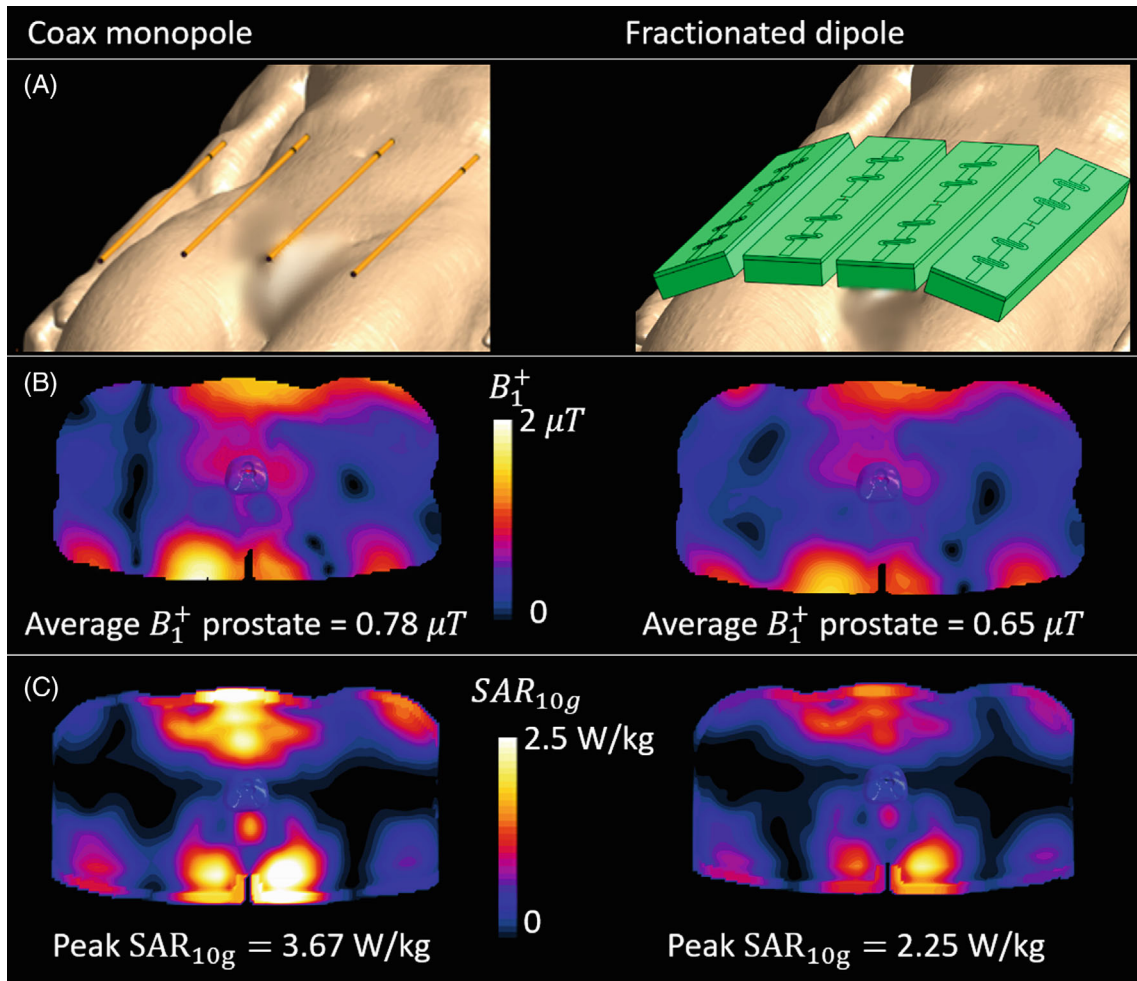 Coax monopole
Fractionated dipole
(A)
(B)
B₁⁺
2 μT
0
Average B₁⁺ prostate = 0.78 μT
Average B₁⁺ prostate = 0.65 μT
(C)
SAR₁₀g
2.5 W/kg
0
Peak SAR₁₀g = 3.67 W/kg
Peak SAR₁₀g = 2.25 W/kg